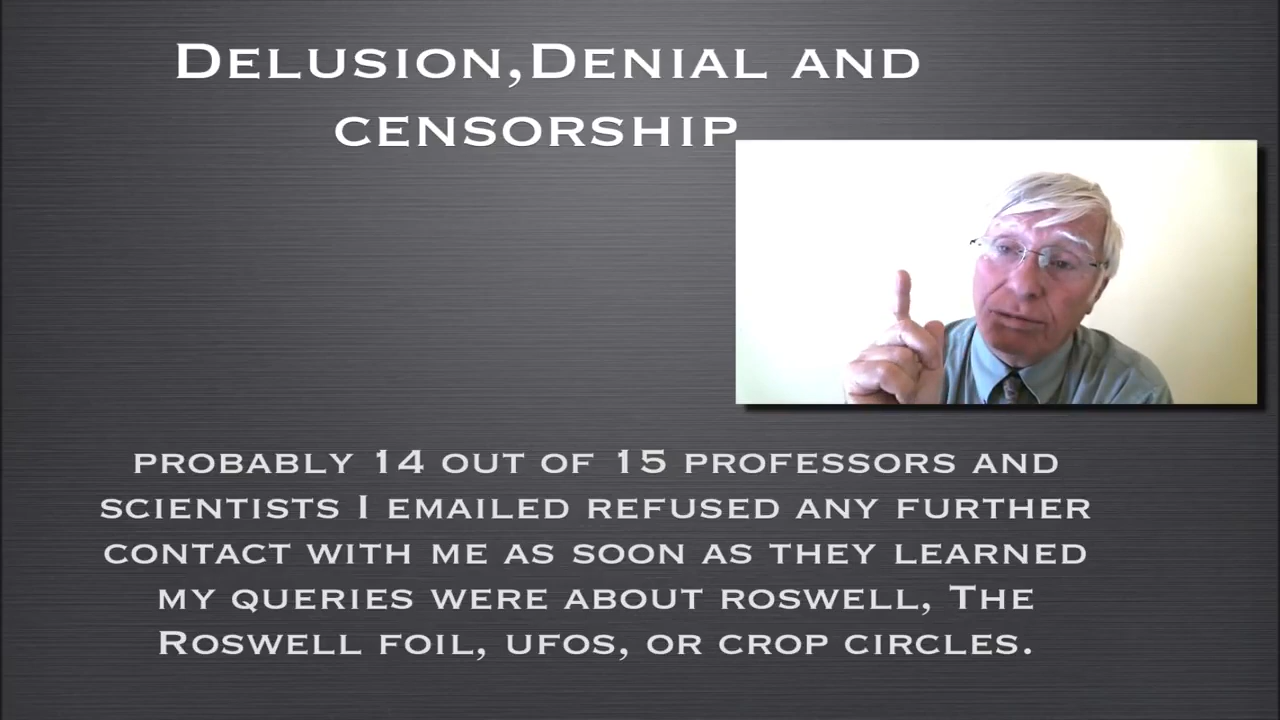 Delusion,Denial and
censorship
probably 14 out of 15 professors and
scientists I emailed refused any further
contact with me as soon as they learned
my queries were about roswell, The
Roswell foil, ufos, or crop circles.